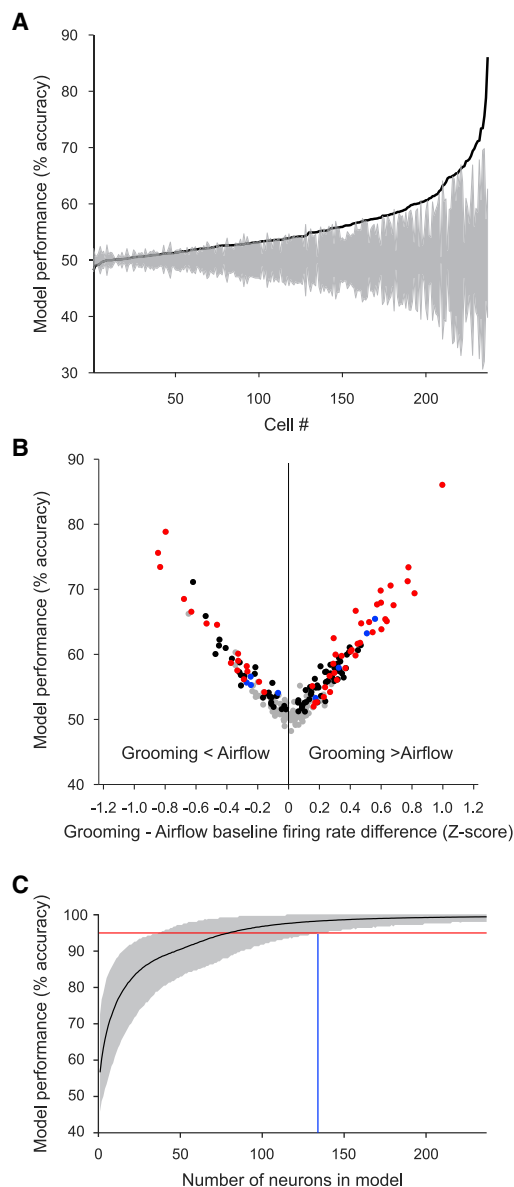 A
Model performance (% accuracy)
90
80
70
60
50
40
30
50
100
150
200
Cell #
B
Model performance (% accuracy)
90
80
70
60
50
40
Grooming < Airflow
Grooming >Airflow
−1.2 −1.0 −0.8 −0.6 −0.4 −0.2 0 0.2 0.4 0.6 0.8 1.0 1.2
Grooming - Airflow baseline firing rate difference (Z-score)
C
Model performance (% accuracy)
100
90
80
70
60
50
40
0
50
100
150
200
Number of neurons in model